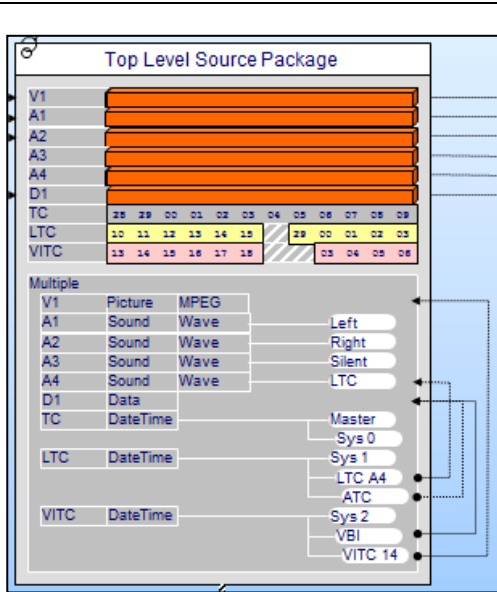 Top Level Source Package
V1
A1
A2
A3
A4
D1
TC 28 29 00 01 02 03 04 05 06 07 08 09
LTC 10 11 12 13 14 15 29 00 01 02 03
VITC 13 14 15 16 17 18 03 04 05 06
Multiple
V1 Picture MPEG
A1 Sound Wave Left
A2 Sound Wave Right
A3 Sound Wave Silent
A4 Sound Wave LTC
D1 Data
TC DateTime Master
Sys 0
LTC DateTime Sys 1
LTC A4
ATC
VITC DateTime Sys 2
VBI
VITC 14